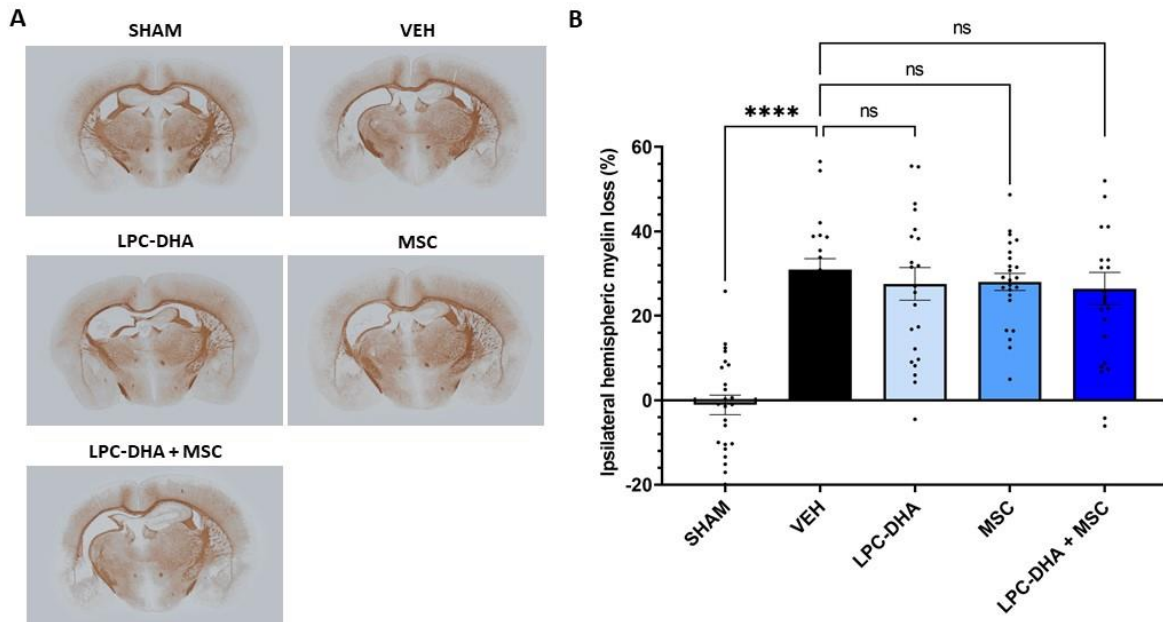 A
SHAM VEH
LPC-DHA MSC
LPC-DHA + MSC
B
ns
ns
**** ns
Ipsilateral hemispheric myelin loss (%)
60
40
20
0
-20
SHAM
VEH
LPC-DHA
MSC
LPC-DHA + MSC